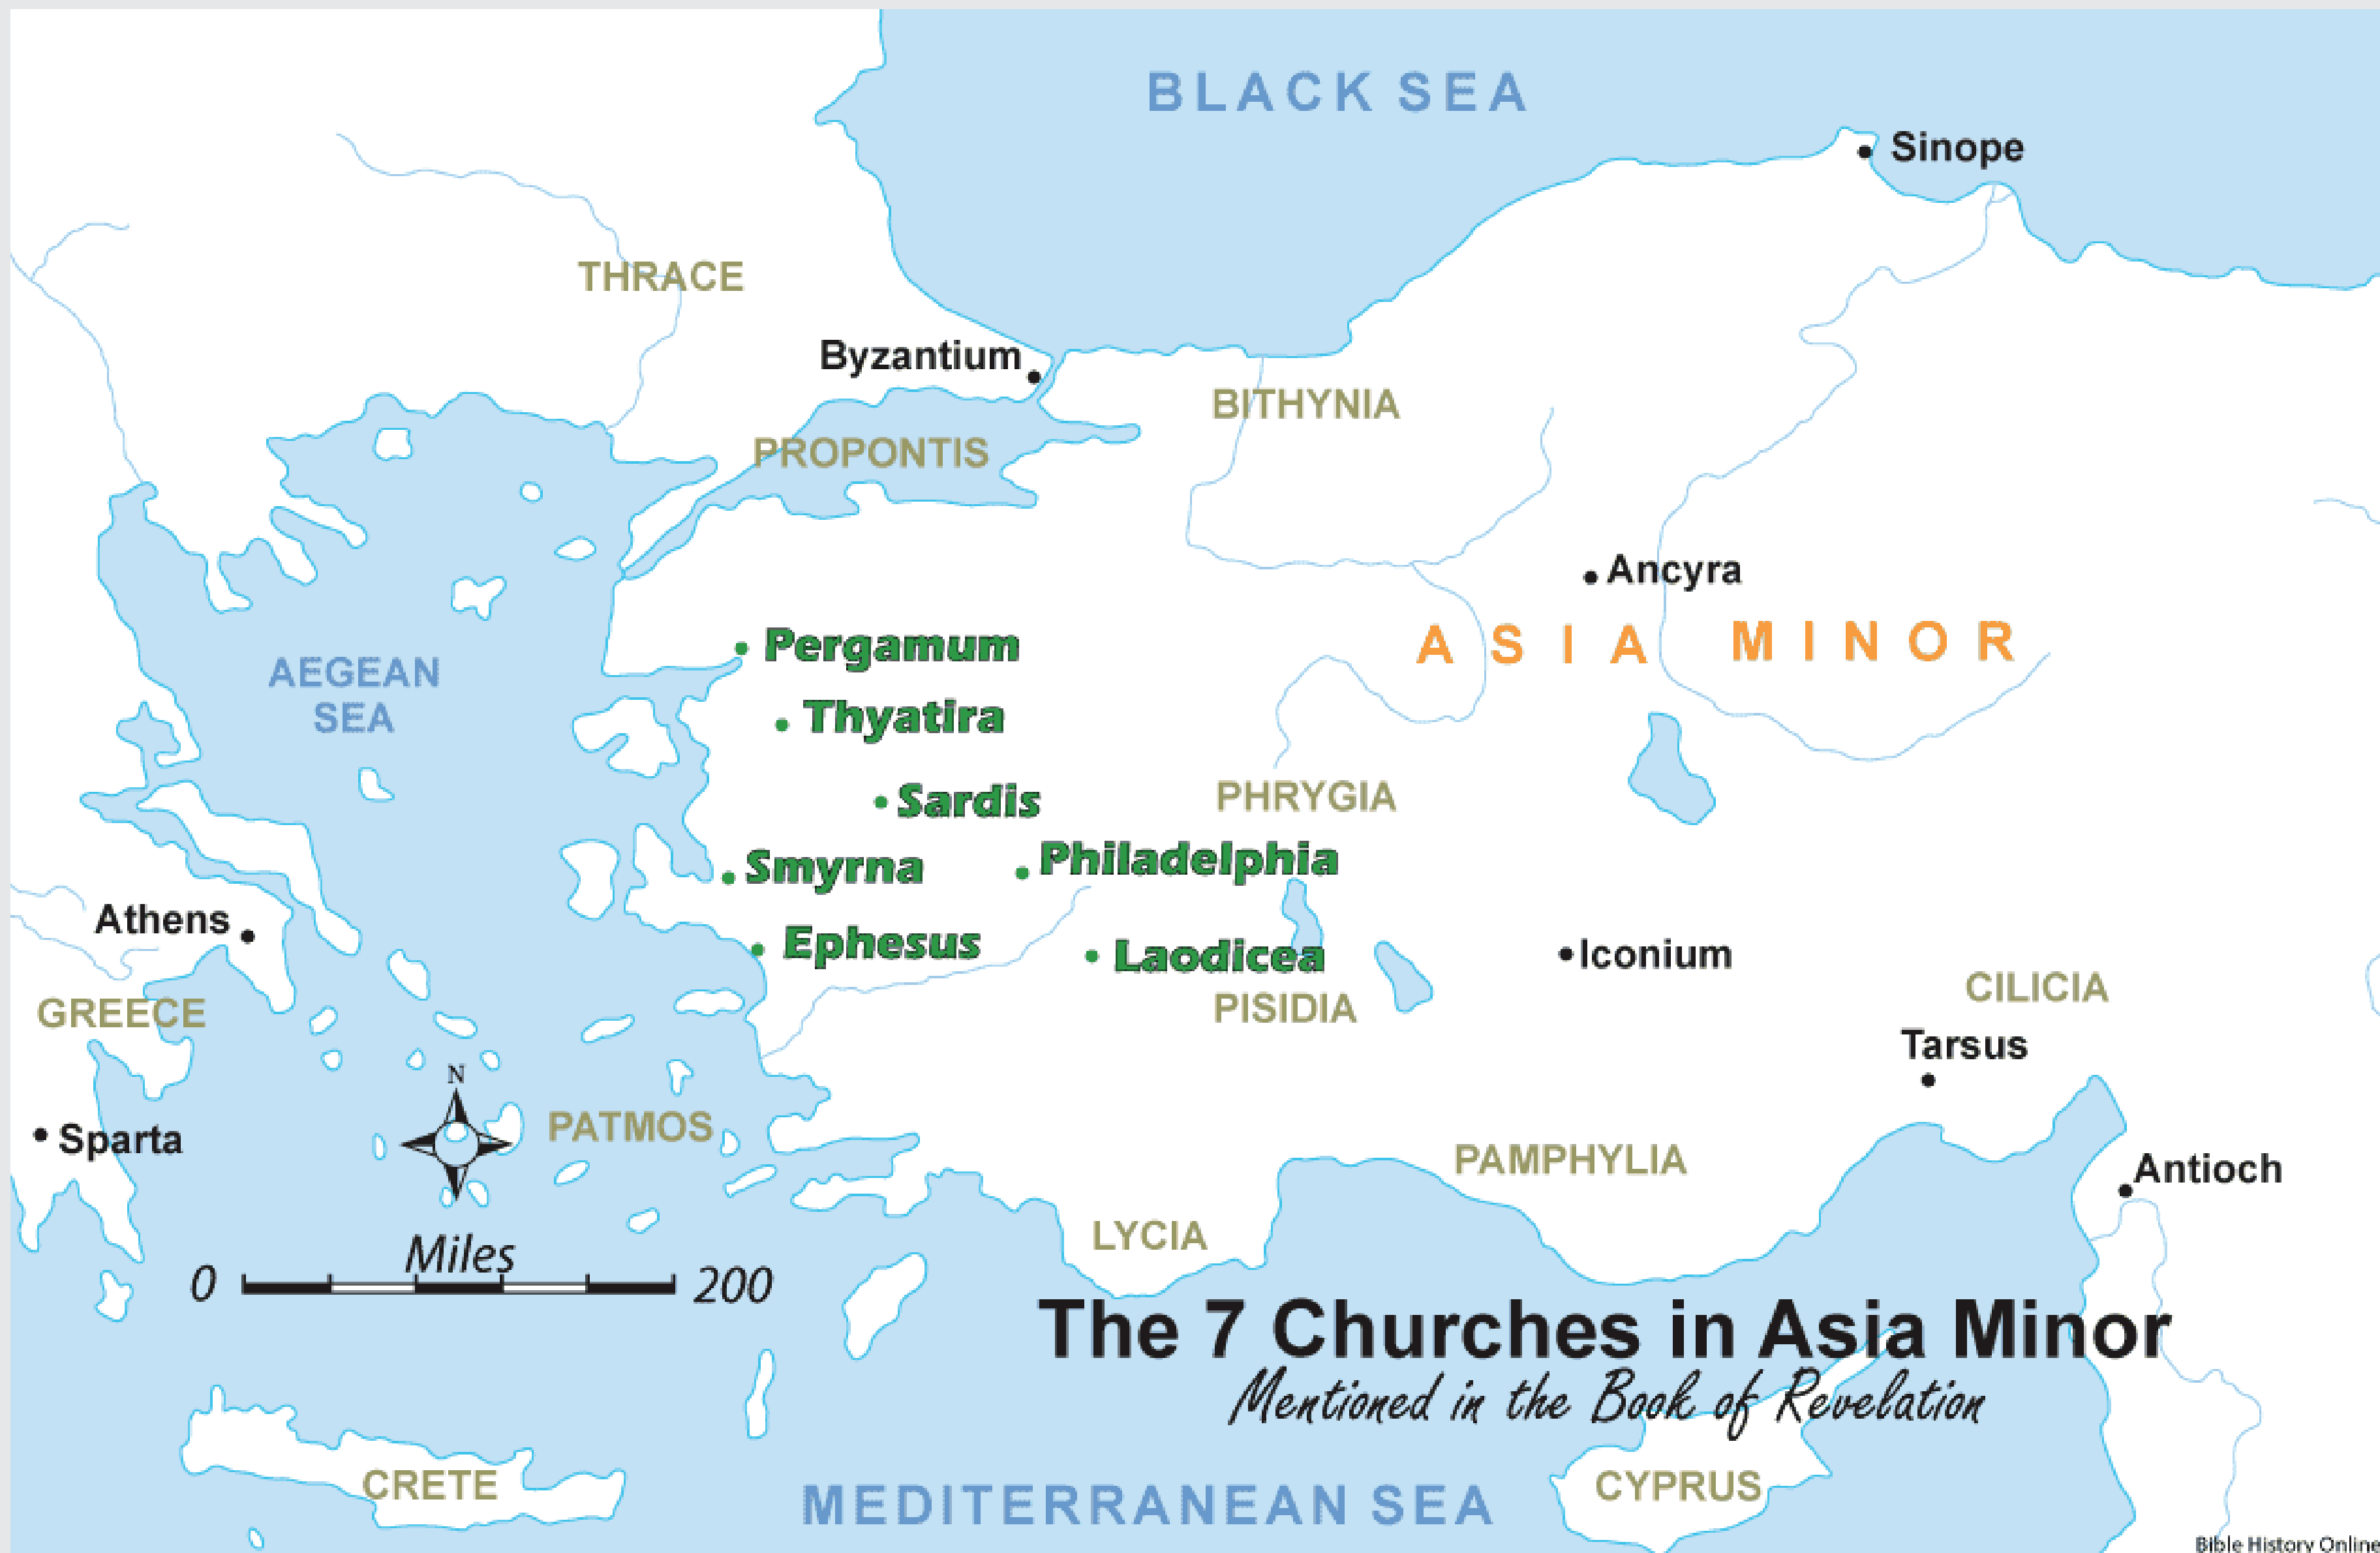 BLACK SEA
Sinope
THRACE
Byzantium
BITHYNIA
PROPONTIS
Ancyra
ASIA MINOR
Pergamum
AEGEAN
SEA
Thyatira
Sardis
PHRYGIA
Smyrna
Philadelphia
Athens
Ephesus
Laodicea
Iconium
CILICIA
GREECE
PISIDIA
Tarsus
N
PATMOS
Sparta
PAMPHYLIA
Antioch
LYCIA
Miles
0 200
The 7 Churches in Asia Minor
Mentioned in the Book of Revelation
CRETE
CYPRUS
MEDITERRANEAN SEA
Bible History Online